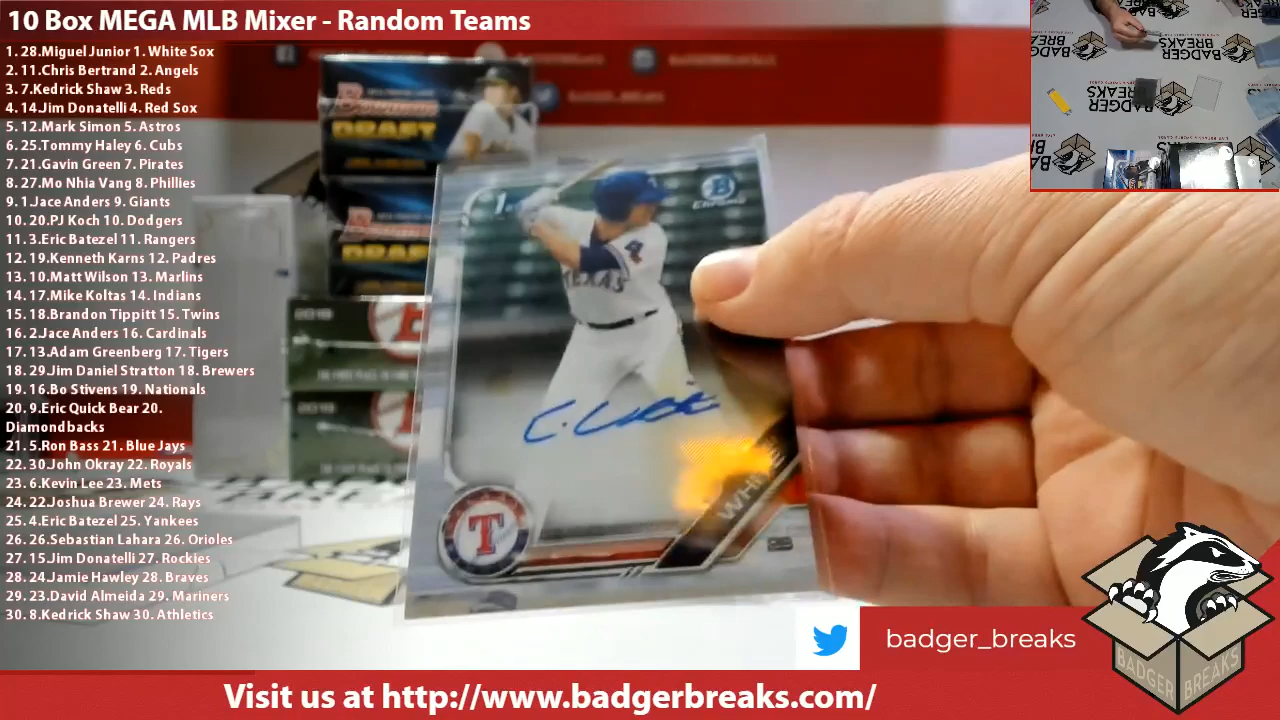 10 Box MEGA MLB Mixer - Random Teams
1. 28.Miguel Junior 1. White Sox
2. 11.Chris Bertrand 2. Angels
3. 7.Kedrick Shaw 3. Reds
4. 14.Jim Donatelli 4. Red Sox
5. 12.Mark Simon 5. Astros
6. 25.Tommy Haley 6. Cubs
7. 21.Gavin Green 7. Pirates
8. 27.Mo Nhia Vang 8. Phillies
9. 1.Jace Anders 9. Giants
10. 20.PJ Koch 10. Dodgers
11. 3.Eric Batezel 11. Rangers
12. 19.Kenneth Karns 12. Padres
13. 10.Matt Wilson 13. Marlins
14. 17.Mike Koltas 14. Indians
15. 18.Brandon Tippitt 15. Twins
16. 2.Jace Anders 16. Cardinals
17. 13.Adam Greenberg 17. Tigers
18. 29.Jim Daniel Stratton 18. Brewers
19. 16.Bo Stivens 19. Nationals
20. 9.Eric Quick Bear 20.
Diamondbacks
21. 5.Ron Bass 21. Blue Jays
22. 30.John Okray 22. Royals
23. 6.Kevin Lee 23. Mets
24. 22.Joshua Brewer 24. Rays
25. 4.Eric Batezel 25. Yankees
26. 26.Sebastian Lahara 26. Orioles
27. 15.Jim Donatelli 27. Rockies
28. 24.Jamie Hawley 28. Braves
29. 23.David Almeida 29. Mariners
30. 8.Kedrick Shaw 30. Athletics
Bowman
DRAFT
DRAFT
2019
2019
1st
B
Chrome
TEXAS
T
BADGER
BREAKS
badger_breaks
BADGER BREAKS
Visit us at http://www.badgerbreaks.com/